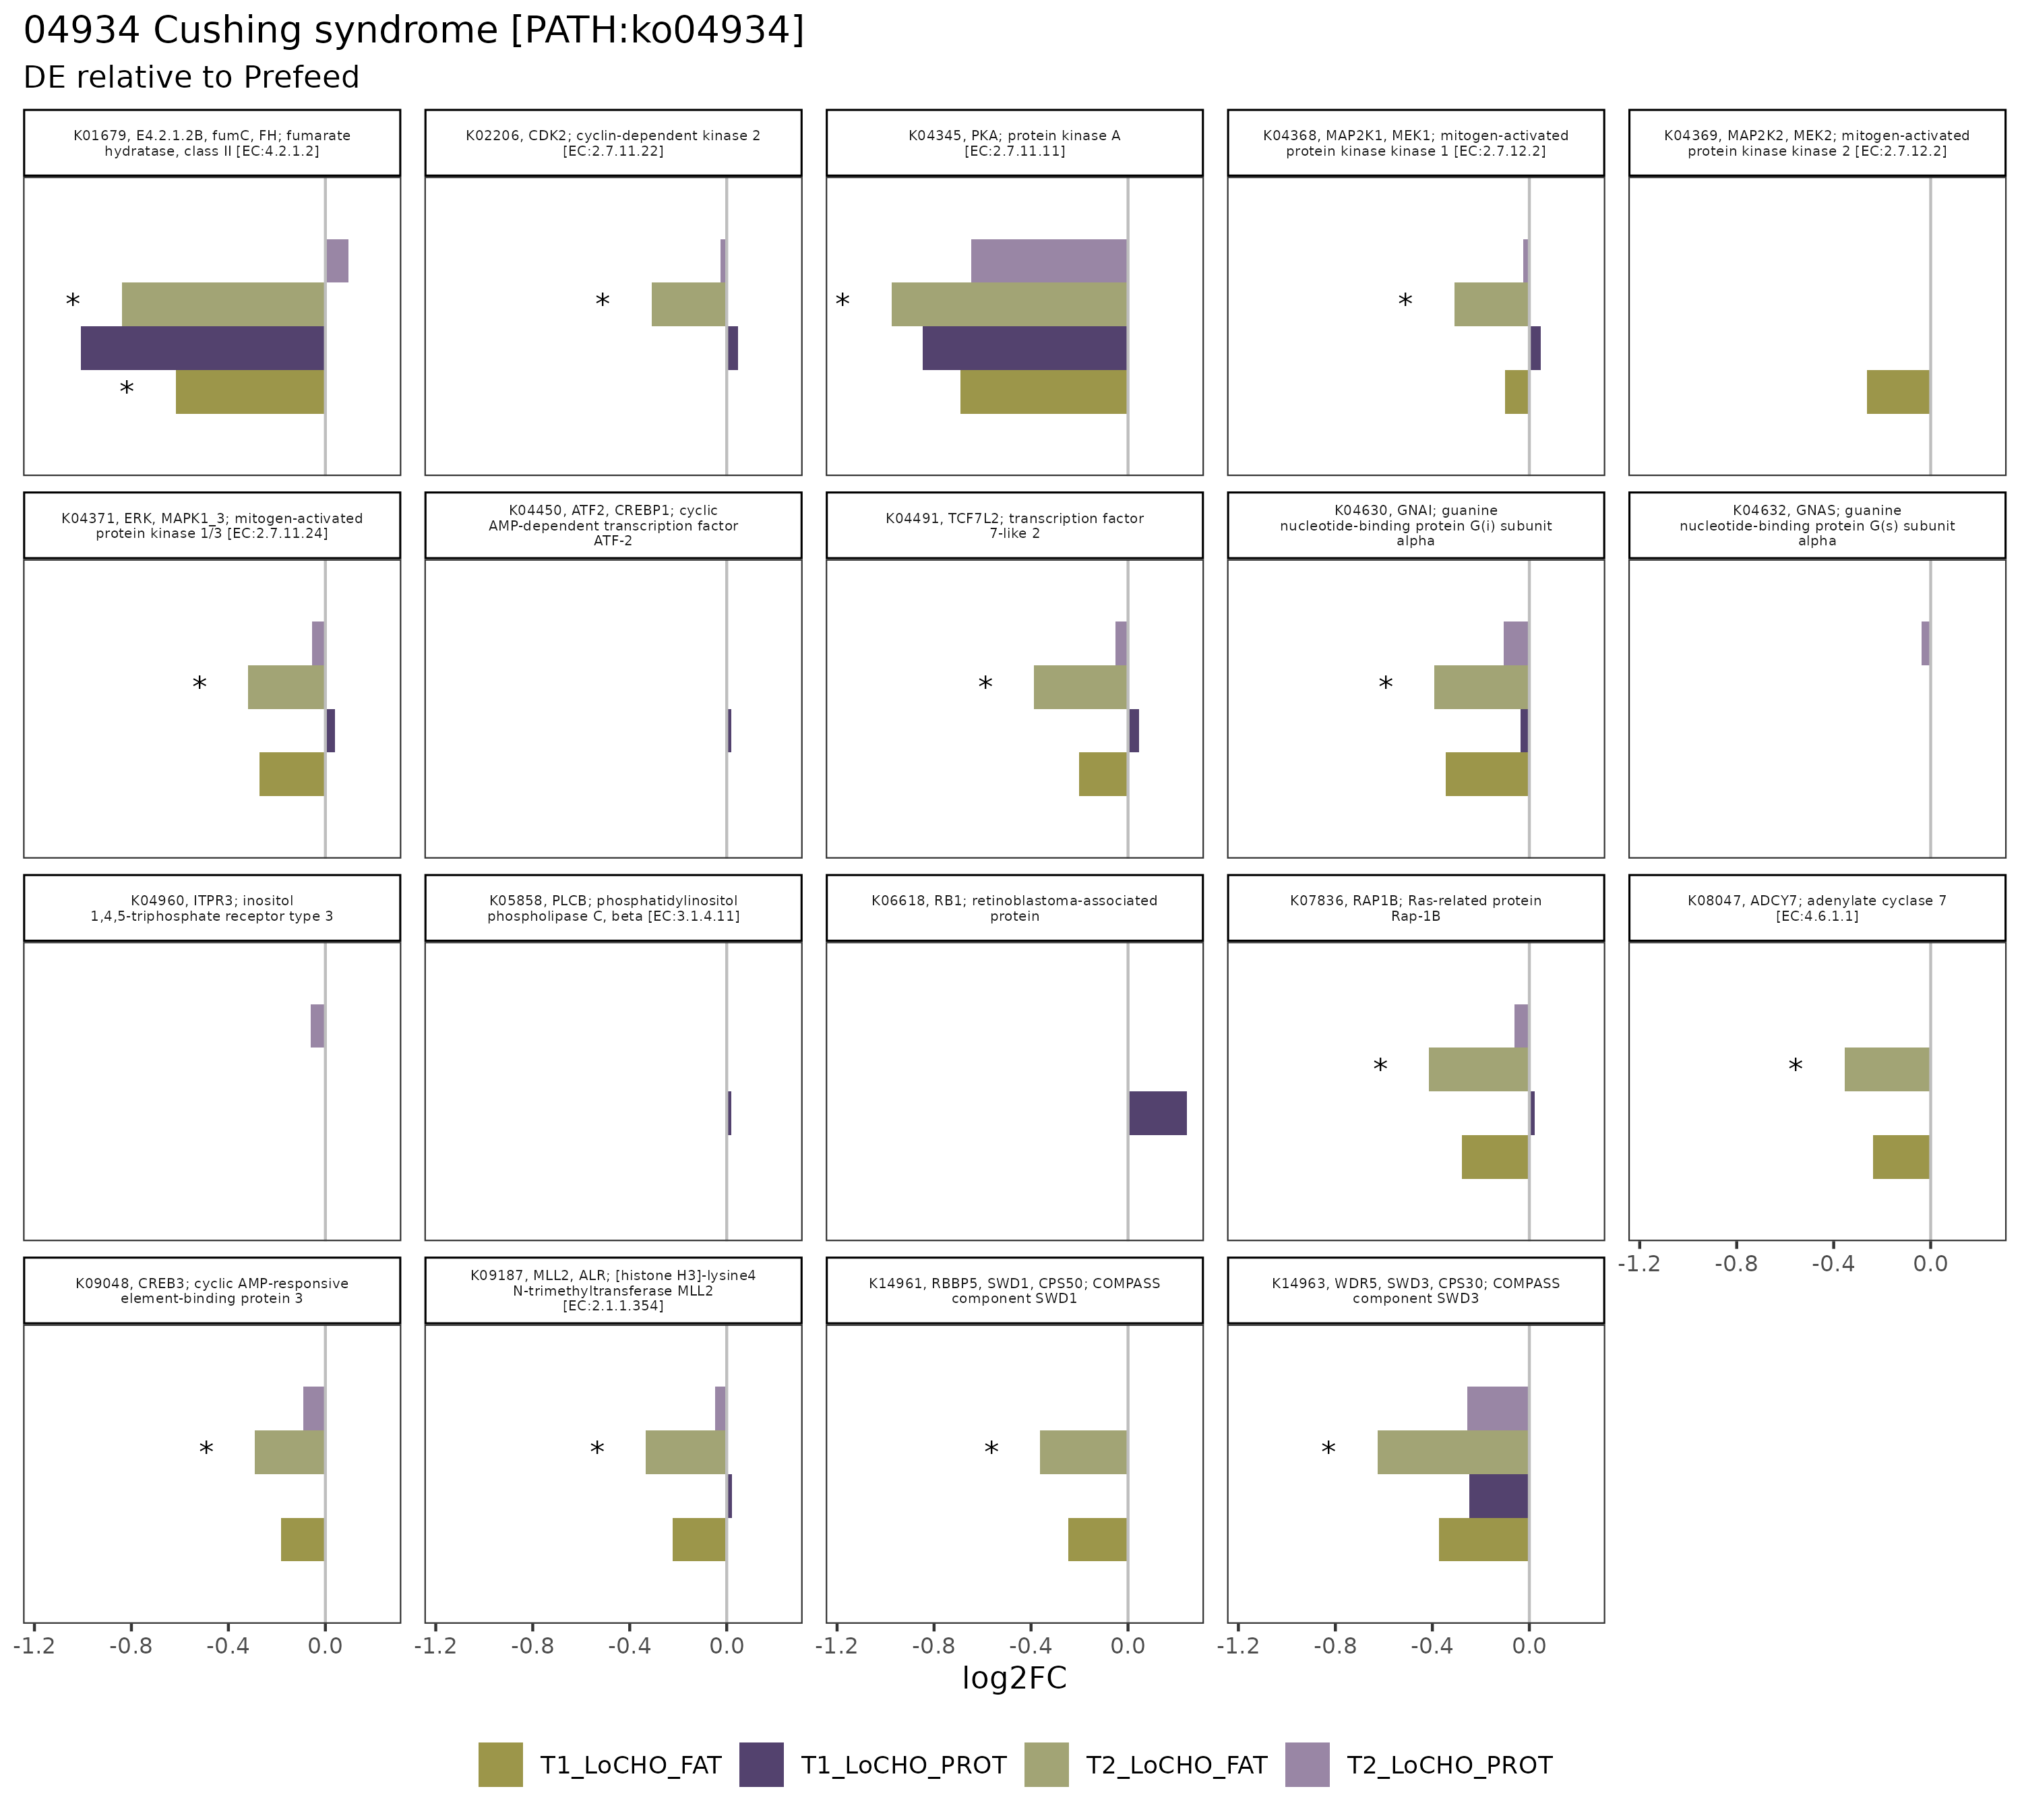 04934 Cushing syndrome [PATH:ko04934]
DE relative to Prefeed
K01679, E4.2.1.2B, fumC, FH; fumarate
hydratase, class II [EC:4.2.1.2]
K02206, CDK2; cyclin-dependent kinase 2
[EC:2.7.11.22]
K04345, PKA; protein kinase A
[EC:2.7.11.11]
K04368, MAP2K1, MEK1; mitogen-activated
protein kinase kinase 1 [EC:2.7.12.2]
K04369, MAP2K2, MEK2; mitogen-activated
protein kinase kinase 2 [EC:2.7.12.2]
*
*
*
*
*
K04371, ERK, MAPK1_3; mitogen-activated
protein kinase 1/3 [EC:2.7.11.24]
K04450, ATF2, CREBP1; cyclic
AMP-dependent transcription factor
ATF-2
K04491, TCF7L2; transcription factor
7-like 2
K04630, GNAI; guanine
nucleotide-binding protein G(i) subunit
alpha
K04632, GNAS; guanine
nucleotide-binding protein G(s) subunit
alpha
*
*
*
K04960, ITPR3; inositol
1,4,5-triphosphate receptor type 3
K05858, PLCB; phosphatidylinositol
phospholipase C, beta [EC:3.1.4.11]
K06618, RB1; retinoblastoma-associated
protein
K07836, RAP1B; Ras-related protein
Rap-1B
K08047, ADCY7; adenylate cyclase 7
[EC:4.6.1.1]
*
*
-1.2 -0.8 -0.4 0.0
K09048, CREB3; cyclic AMP-responsive
element-binding protein 3
K09187, MLL2, ALR; [histone H3]-lysine4
N-trimethyltransferase MLL2
[EC:2.1.1.354]
K14961, RBBP5, SWD1, CPS50; COMPASS
component SWD1
K14963, WDR5, SWD3, CPS30; COMPASS
component SWD3
*
*
*
*
-1.2 -0.8 -0.4 0.0
-1.2 -0.8 -0.4 0.0
-1.2 -0.8 -0.4 0.0
-1.2 -0.8 -0.4 0.0
log2FC
T1_LoCHO_FAT
T1_LoCHO_PROT
T2_LoCHO_FAT
T2_LoCHO_PROT